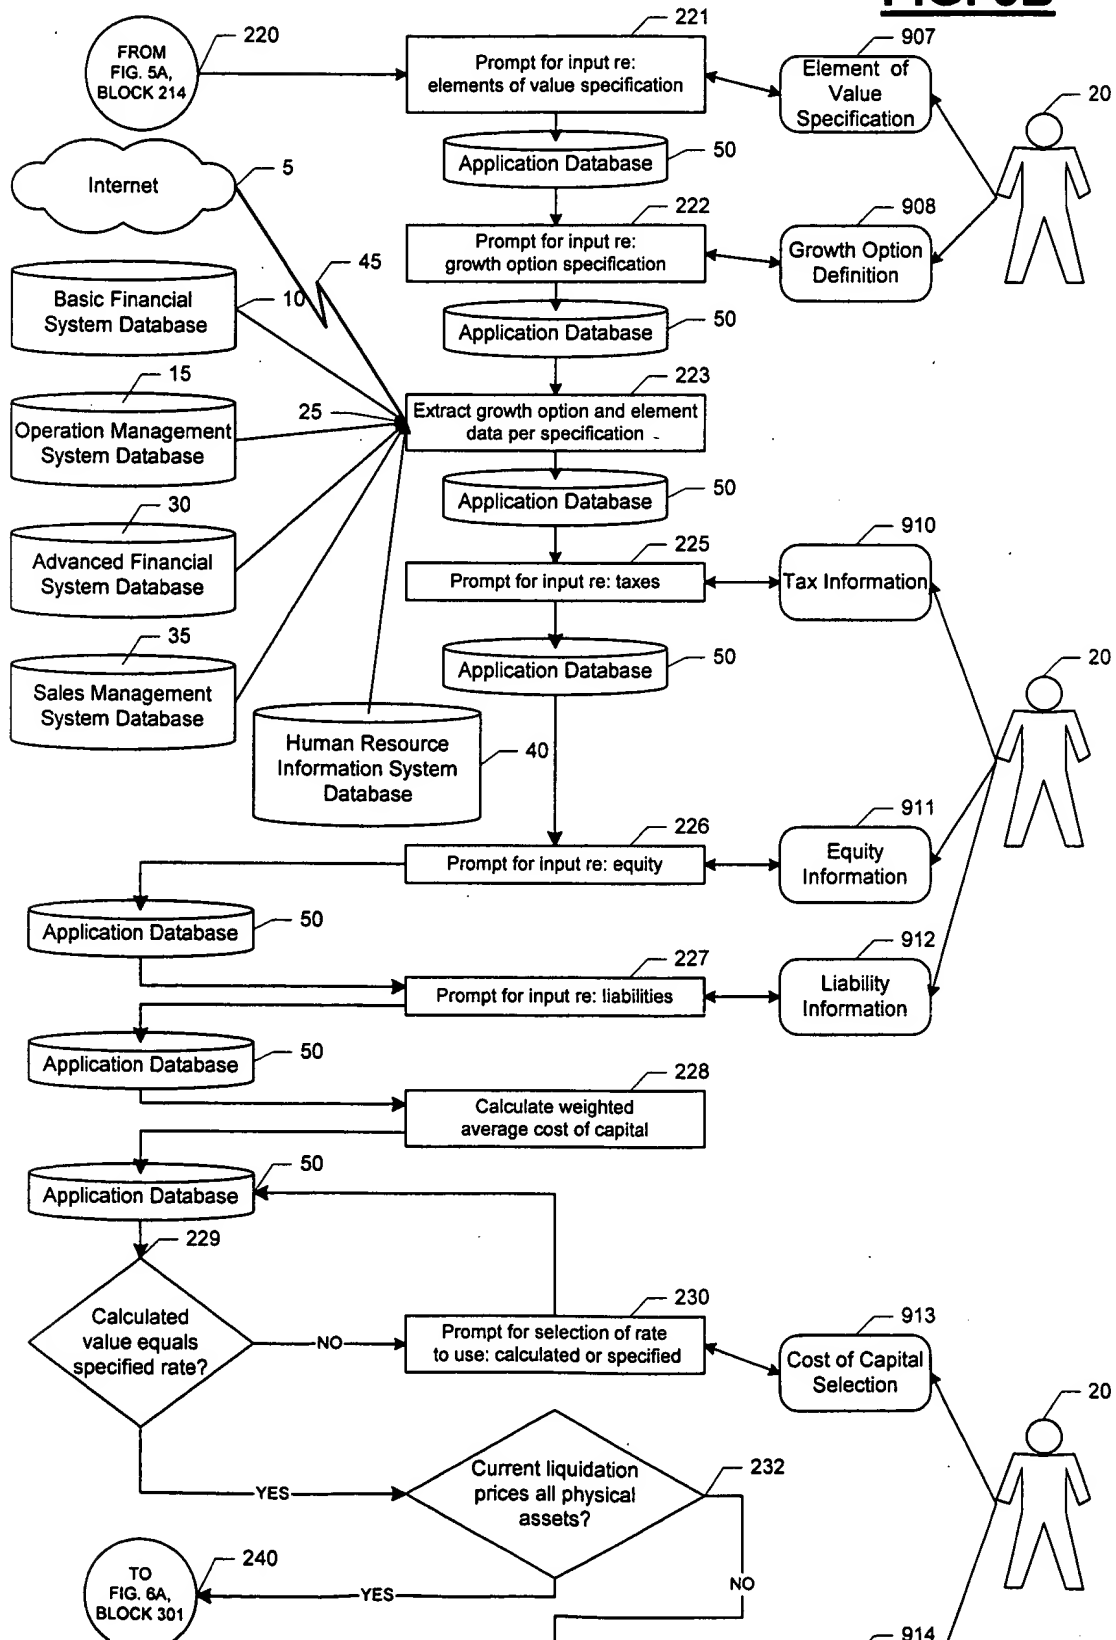 221
907
220
FROM
FIG. 5A,
BLOCK 214
Prompt for input re:
elements of value specification
Element of
Value
Specification
20
Application Database
50
5
Internet
222
908
Prompt for input re:
growth option specification
Growth Option
Definition
45
10
Basic Financial
System Database
Application Database
50
15
223
25
Extract growth option and element
data per specification
Operation Management
System Database
Application Database
50
30
225
910
Advanced Financial
System Database
Prompt for input re: taxes
Tax Information
35
Application Database
50
20
Sales Management
System Database
Human Resource
Information System
Database
40
226
911
Prompt for input re: equity
Equity
Information
Application Database
50
227
912
Prompt for input re: liabilities
Liability
Information
Application Database
50
228
Calculate weighted
average cost of capital
Application Database
50
229
Calculated
value equals
specified rate?
NO
230
Prompt for selection of rate
to use: calculated or specified
913
Cost of Capital
Selection
20
YES
Current liquidation
prices all physical
assets?
232
240
TO
FIG. 6A,
BLOCK 301
YES
NO
914